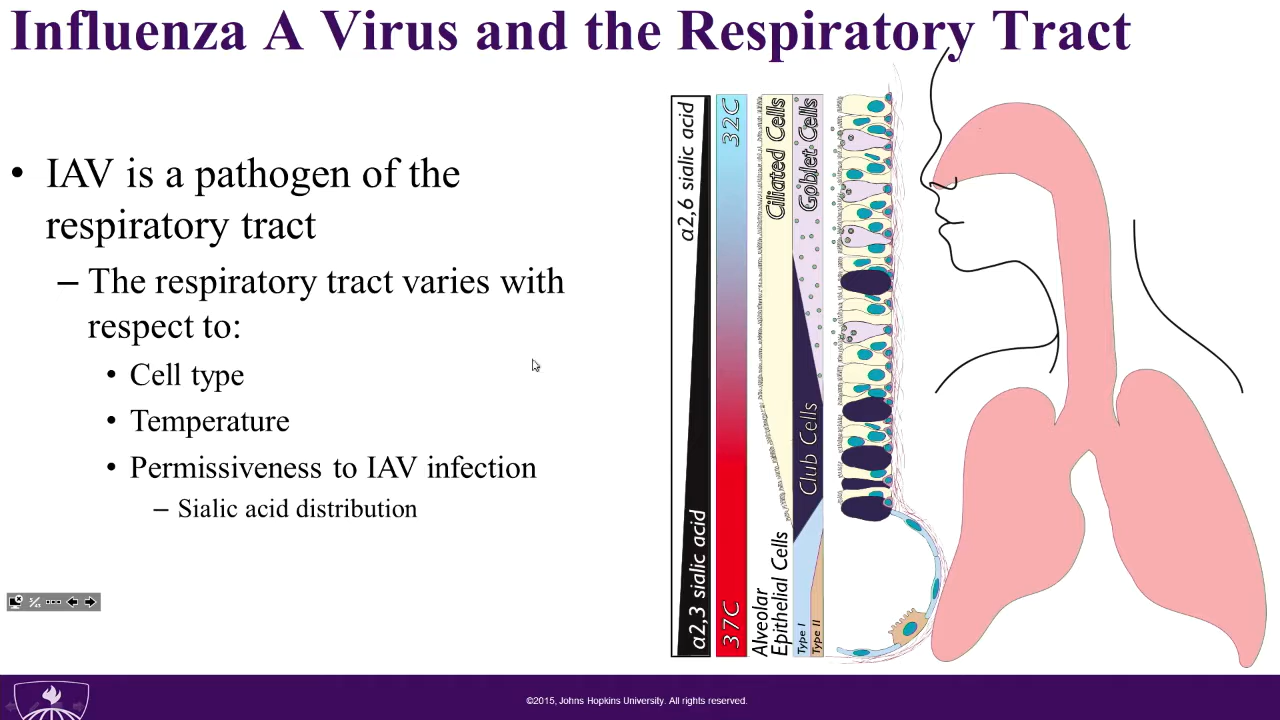 Influenza A Virus and the Respiratory Tract
• IAV is a pathogen of the
respiratory tract
– The respiratory tract varies with
respect to:
• Cell type
• Temperature
• Permissiveness to IAV infection
– Sialic acid distribution
α2,6 sialic acid
α2,3 sialic acid
32C
37C
Ciliated Cells
Goblet Cells
Club Cells
Alveolar
Epithelial Cells
Type I
Type II
5/43
©2015, Johns Hopkins University. All rights reserved.